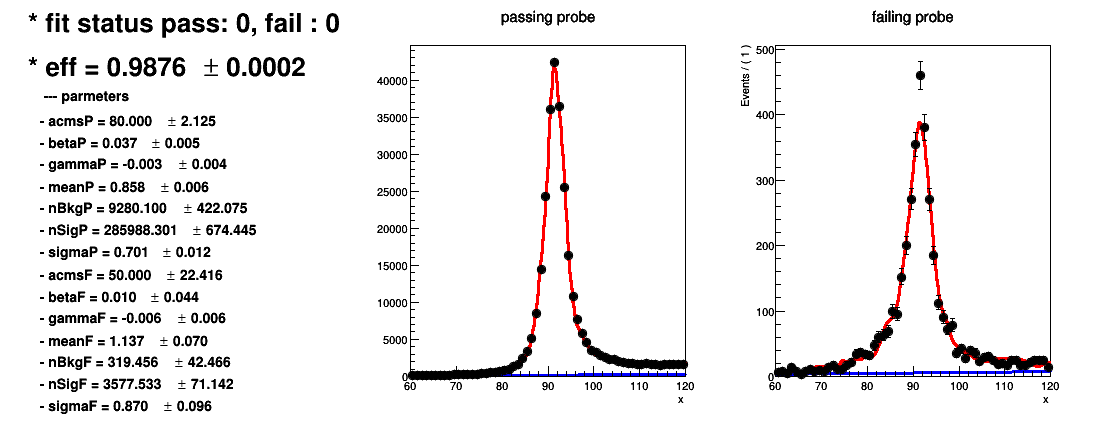 * fit status pass: 0, fail : 0
* eff = 0.9876 ± 0.0002
--- parmeters
- acmsP = 80.000 ± 2.125
- betaP = 0.037 ± 0.005
- gammaP = -0.003 ± 0.004
- meanP = 0.858 ± 0.006
- nBkgP = 9280.100 ± 422.075
- nSigP = 285988.301 ± 674.445
- sigmaP = 0.701 ± 0.012
- acmsF = 50.000 ± 22.416
- betaF = 0.010 ± 0.044
- gammaF = -0.006 ± 0.006
- meanF = 1.137 ± 0.070
- nBkgF = 319.456 ± 42.466
- nSigF = 3577.533 ± 71.142
- sigmaF = 0.870 ± 0.096
passing probe
40000
35000
30000
25000
20000
15000
10000
5000
0
60 70 80 90 100 110 120
x
failing probe
Events / ( 1 )
500
400
300
200
100
0
60 70 80 90 100 110 120
x